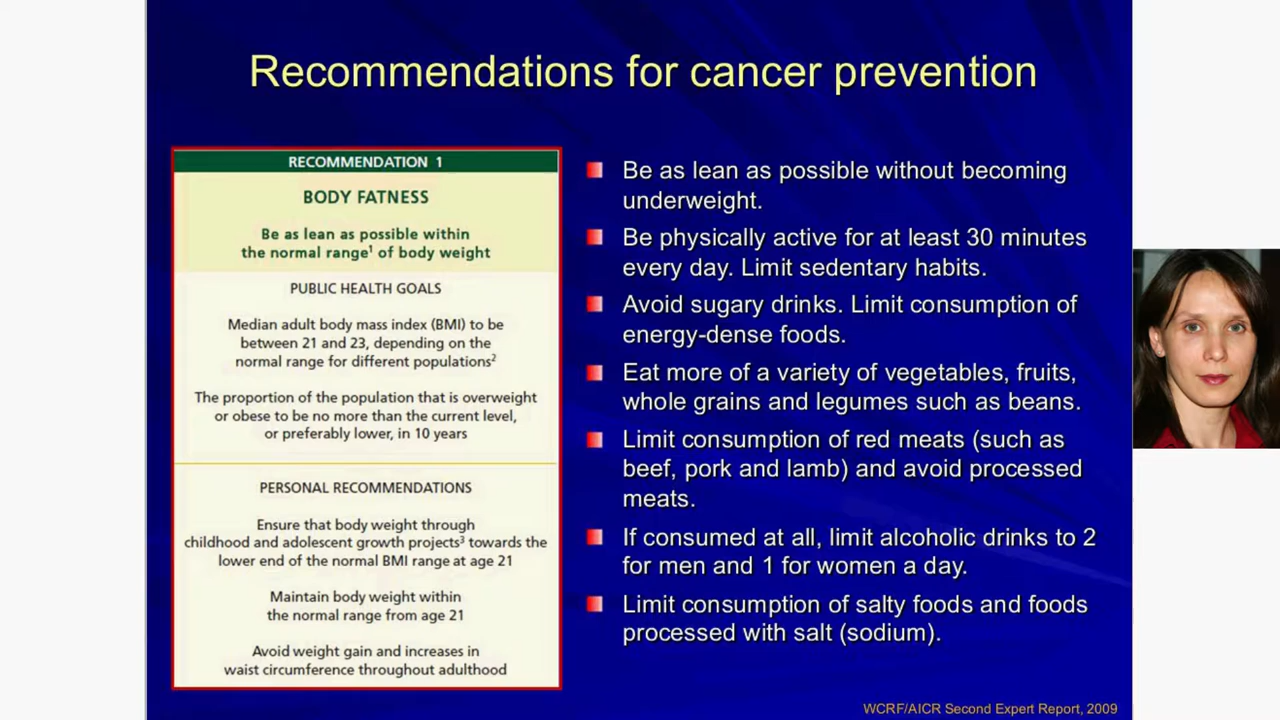 Recommendations for cancer prevention
RECOMMENDATION 1
BODY FATNESS
Be as lean as possible within
the normal range¹ of body weight
PUBLIC HEALTH GOALS
Median adult body mass index (BMI) to be
between 21 and 23, depending on the
normal range for different populations²
The proportion of the population that is overweight
or obese to be no more than the current level,
or preferably lower, in 10 years
PERSONAL RECOMMENDATIONS
Ensure that body weight through
childhood and adolescent growth projects³ towards the
lower end of the normal BMI range at age 21
Maintain body weight within
the normal range from age 21
Avoid weight gain and increases in
waist circumference throughout adulthood
Be as lean as possible without becoming
underweight.
Be physically active for at least 30 minutes
every day. Limit sedentary habits.
Avoid sugary drinks. Limit consumption of
energy-dense foods.
Eat more of a variety of vegetables, fruits,
whole grains and legumes such as beans.
Limit consumption of red meats (such as
beef, pork and lamb) and avoid processed
meats.
If consumed at all, limit alcoholic drinks to 2
for men and 1 for women a day.
Limit consumption of salty foods and foods
processed with salt (sodium).
WCRF/AICR Second Expert Report, 2009